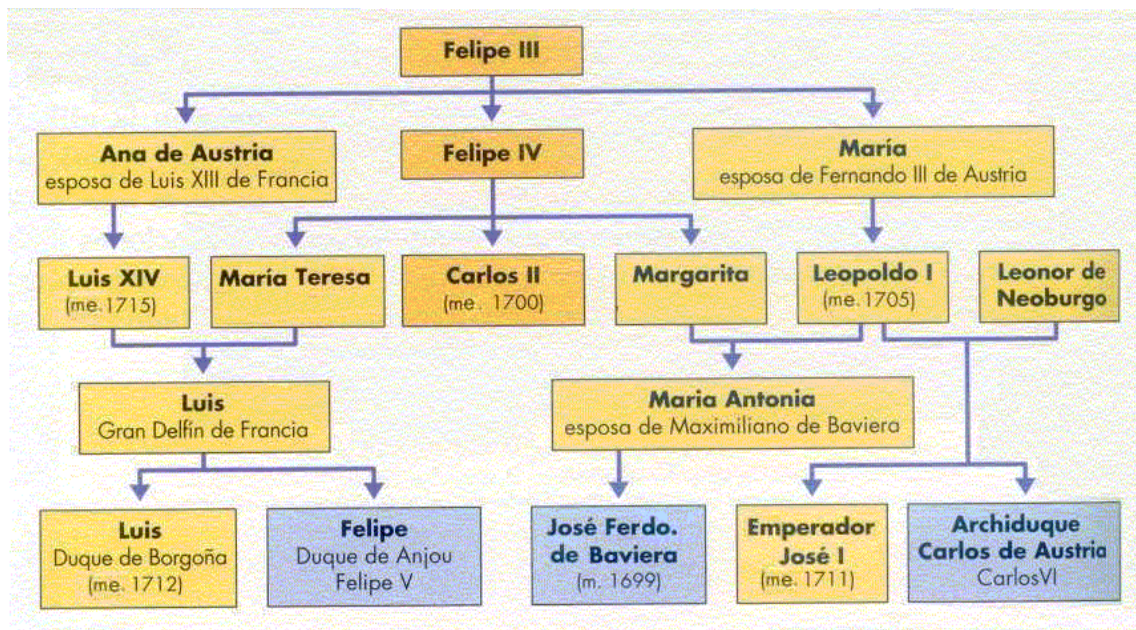 Felipe III
Ana de Austria
esposa de Luis XIII de Francia
Felipe IV
María
esposa de Fernando III de Austria
Luis XIV
(me. 1715)
María Teresa
Carlos II
(me. 1700)
Margarita
Leopoldo I
(me. 1705)
Leonor de
Neoburgo
Luis
Gran Delfín de Francia
Maria Antonia
esposa de Maximiliano de Baviera
Luis
Duque de Borgoña
(me. 1712)
Felipe
Duque de Anjou
Felipe V
José Ferdo.
de Baviera
(m. 1699)
Emperador
José I
(me. 1711)
Archiduque
Carlos de Austria
CarlosVI